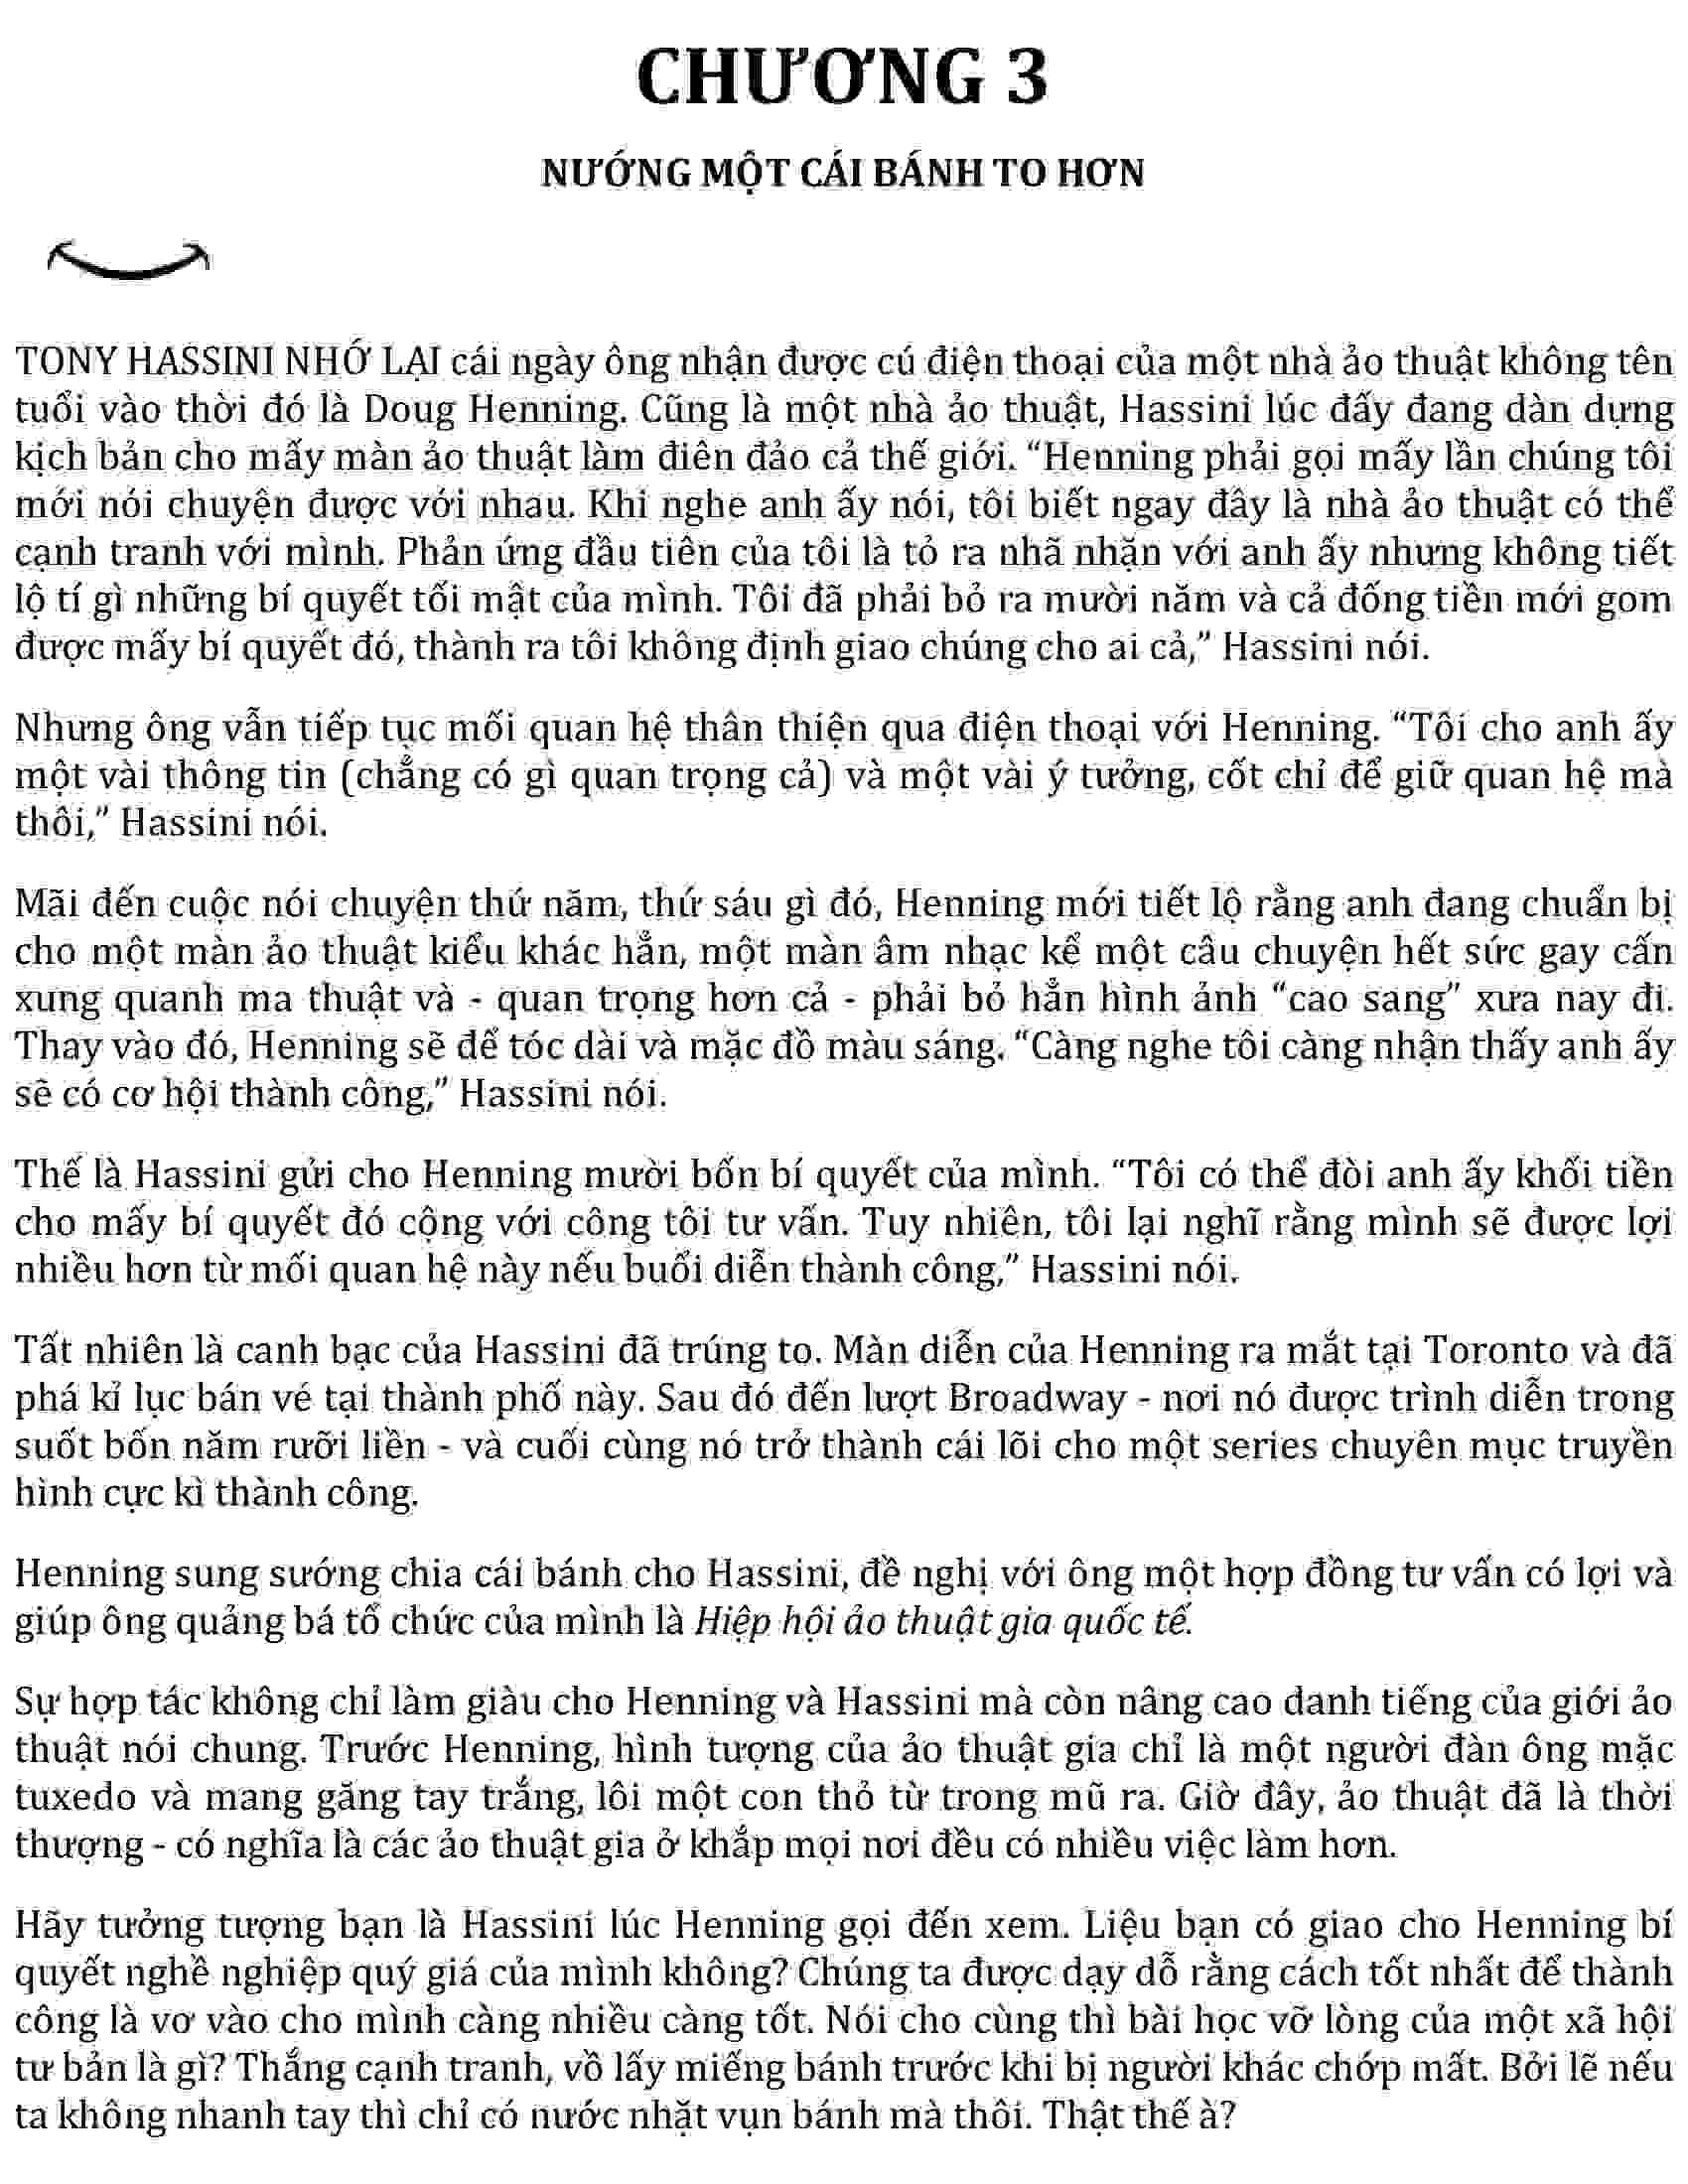 CHƯƠNG 3
NƯỚNG MỘT CÁI BÁNH TO HƠN
TONY HASSINI NHỚ LẠI cái ngày ông nhận được cú điện thoại của một nhà ảo thuật không tên
tuổi vào thời đó là Doug Henning. Cũng là một nhà ảo thuật, Hassini lúc đấy đang dàn dựng
kịch bản cho mấy màn ảo thuật làm điên đảo cả thế giới. “Henning phải gọi mấy lần chúng tôi
mới nói chuyện được với nhau. Khi nghe anh ấy nói, tôi biết ngay đây là nhà ảo thuật có thể
cạnh tranh với mình. Phản ứng đầu tiên của tôi là tỏ ra nhã nhặn với anh ấy nhưng không tiết
lộ tí gì những bí quyết tối mật của mình. Tôi đã phải bỏ ra mười năm và cả đống tiền mới gom
được mấy bí quyết đó, thành ra tôi không định giao chúng cho ai cả,” Hassini nói.
Nhưng ông vẫn tiếp tục mối quan hệ thân thiện qua điện thoại với Henning. “Tôi cho anh ấy
một vài thông tin (chẳng có gì quan trọng cả) và một vài ý tưởng, cốt chỉ để giữ quan hệ mà
thôi,” Hassini nói.
Mãi đến cuộc nói chuyện thứ năm, thứ sáu gì đó, Henning mới tiết lộ rằng anh đang chuẩn bị
cho một màn ảo thuật kiểu khác hẳn, một màn âm nhạc kể một câu chuyện hết sức gay cấn
xung quanh ma thuật và - quan trọng hơn cả - phải bỏ hẳn hình ảnh “cao sang” xưa nay đi.
Thay vào đó, Henning sẽ để tóc dài và mặc đồ màu sáng. “Càng nghe tôi càng nhận thấy anh ấy
sẽ có cơ hội thành công,” Hassini nói.
Thế là Hassini gửi cho Henning mười bốn bí quyết của mình. “Tôi có thể đòi anh ấy khối tiền
cho mấy bí quyết đó cộng với công tôi tư vấn. Tuy nhiên, tôi lại nghĩ rằng mình sẽ được lợi
nhiều hơn từ mối quan hệ này nếu buổi diễn thành công,” Hassini nói.
Tất nhiên là canh bạc của Hassini đã trúng to. Màn diễn của Henning ra mắt tại Toronto và đã
phá kỉ lục bán vé tại thành phố này. Sau đó đến lượt Broadway - nơi nó được trình diễn trong
suốt bốn năm rưỡi liền - và cuối cùng nó trở thành cái lõi cho một series chuyên mục truyền
hình cực kì thành công.
Henning sung sướng chia cái bánh cho Hassini, đề nghị với ông một hợp đồng tư vấn có lợi và
giúp ông quảng bá tổ chức của mình là Hiệp hội ảo thuật gia quốc tế.
Sự hợp tác không chỉ làm giàu cho Henning và Hassini mà còn nâng cao danh tiếng của giới ảo
thuật nói chung. Trước Henning, hình tượng của ảo thuật gia chỉ là một người đàn ông mặc
tuxedo và mang găng tay trắng, lôi một con thỏ từ trong mũ ra. Giờ đây, ảo thuật đã là thời
thượng - có nghĩa là các ảo thuật gia ở khắp mọi nơi đều có nhiều việc làm hơn.
Hãy tưởng tượng bạn là Hassini lúc Henning gọi đến xem. Liệu bạn có giao cho Henning bí
quyết nghề nghiệp quý giá của mình không? Chúng ta được dạy dỗ rằng cách tốt nhất để thành
công là vơ vào cho mình càng nhiều càng tốt. Nói cho cùng thì bài học vỡ lòng của một xã hội
tư bản là gì? Thắng cạnh tranh, vồ lấy miếng bánh trước khi bị người khác chớp mất. Bởi lẽ nếu
ta không nhanh tay thì chỉ có nước nhặt vụn bánh mà thôi. Thật thế à?